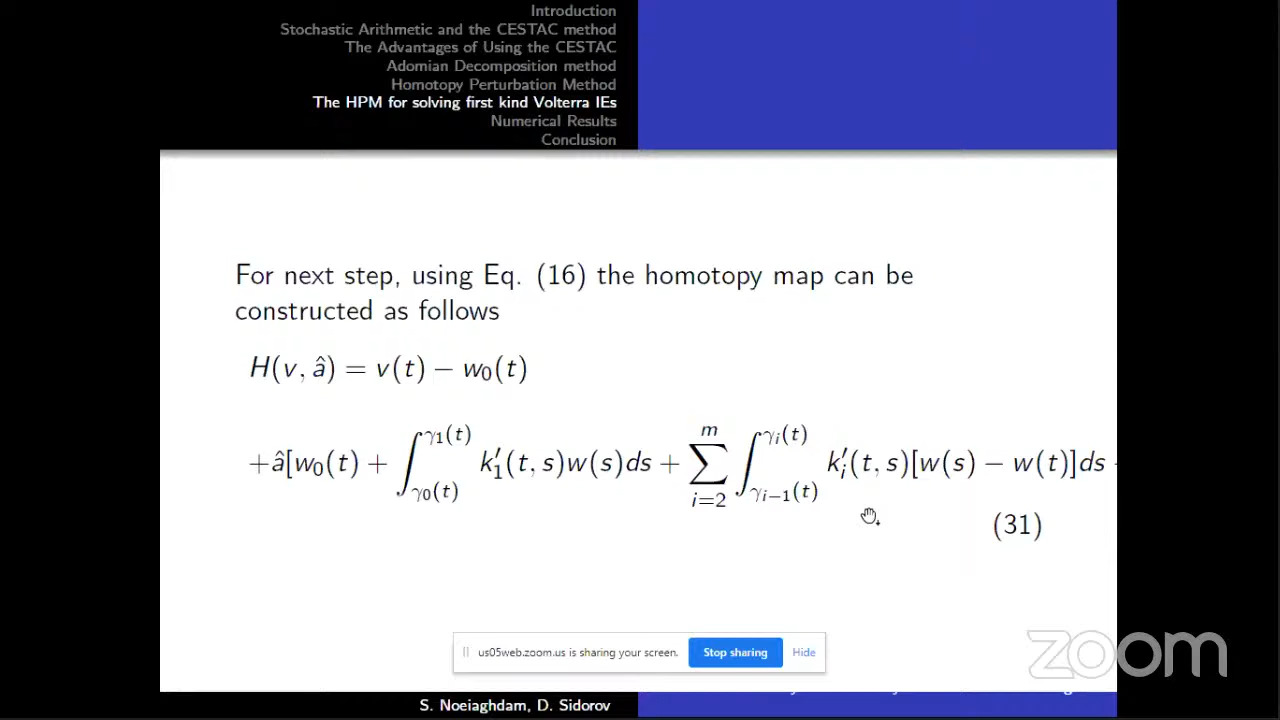 Introduction
Stochastic Arithmetic and the CESTAC method
The Advantages of Using the CESTAC
Adomian Decomposition method
Homotopy Perturbation Method
The HPM for solving first kind Volterra IEs
Numerical Results
Conclusion
For next step, using Eq. (16) the homotopy map can be
constructed as follows
H(v, â) = v(t) − w₀(t)
+â[w₀(t) + ∫_{γ₀(t)}^{γ₁(t)} k′₁(t, s)w(s)ds + ∑_{i=2}^{m} ∫_{γᵢ₋₁(t)}^{γᵢ(t)} k′ᵢ(t, s)[w(s) − w(t)]ds
(31)
us05web.zoom.us is sharing your screen. Stop sharing Hide
zoom
S. Noeiaghdam, D. Sidorov